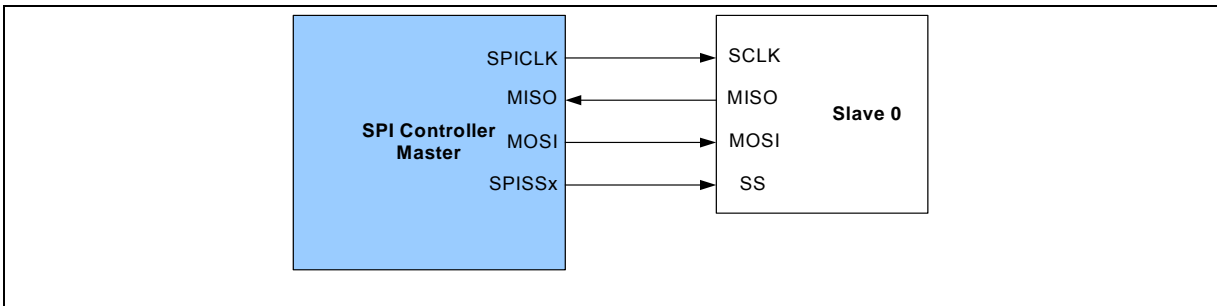 SPICLK
MISO
SPI Controller
Master
MOSI
SPISSx
SCLK
MISO
Slave 0
MOSI
SS